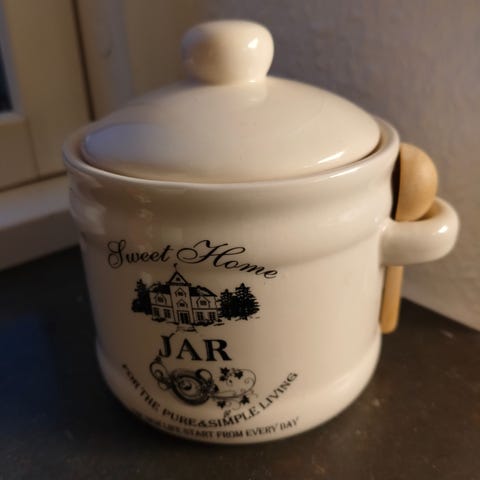 Sweet Home
JAR
FOR THE PURE&SIMPLE LIVING
LIFE START FROM EVERY DAY